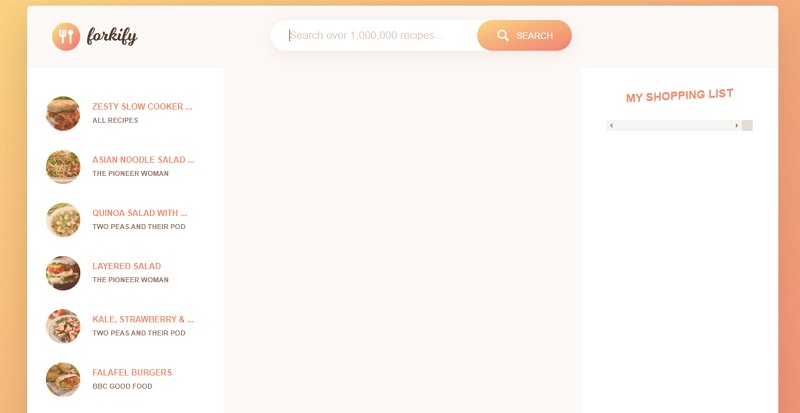 forkify
Search over 1,000,000 recipes...
SEARCH
ZESTY SLOW COOKER ...
ALL RECIPES
ASIAN NOODLE SALAD ...
THE PIONEER WOMAN
QUINOA SALAD WITH ...
TWO PEAS AND THEIR POD
LAYERED SALAD
THE PIONEER WOMAN
KALE, STRAWBERRY & ...
TWO PEAS AND THEIR POD
FALAFEL BURGERS
BBC GOOD FOOD
MY SHOPPING LIST